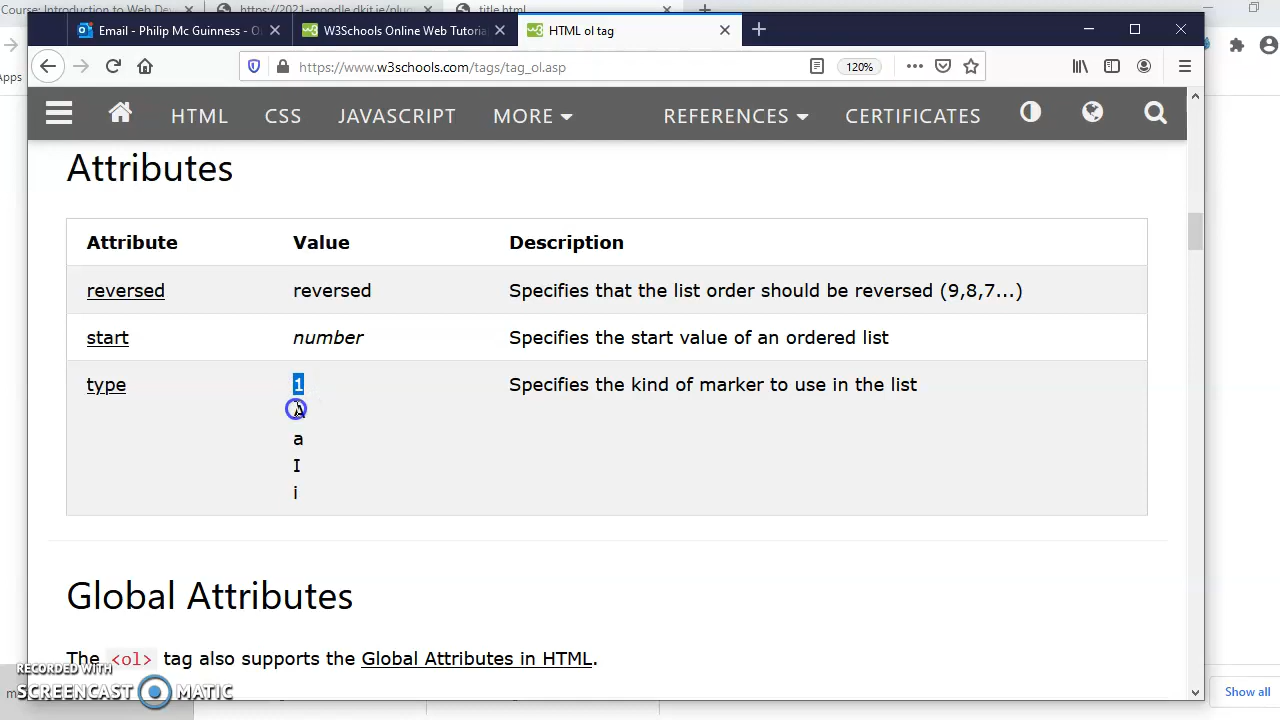 Course: Introduction to Web Dev
https://2021-moodle.dkit.ie/plug
title.html
Email - Philip Mc Guinness - O
W3Schools Online Web Tutoria
HTML ol tag
Apps
https://www.w3schools.com/tags/tag_ol.asp
120%
HTML
CSS
JAVASCRIPT
MORE
REFERENCES
CERTIFICATES
Attributes
Attribute Value Description
reversed reversed Specifies that the list order should be reversed (9,8,7...)
start number Specifies the start value of an ordered list
type 1 Specifies the kind of marker to use in the list
A
a
I
i
Global Attributes
The <ol> tag also supports the Global Attributes in HTML.
RECORDED WITH
SCREENCAST MATIC
Show all